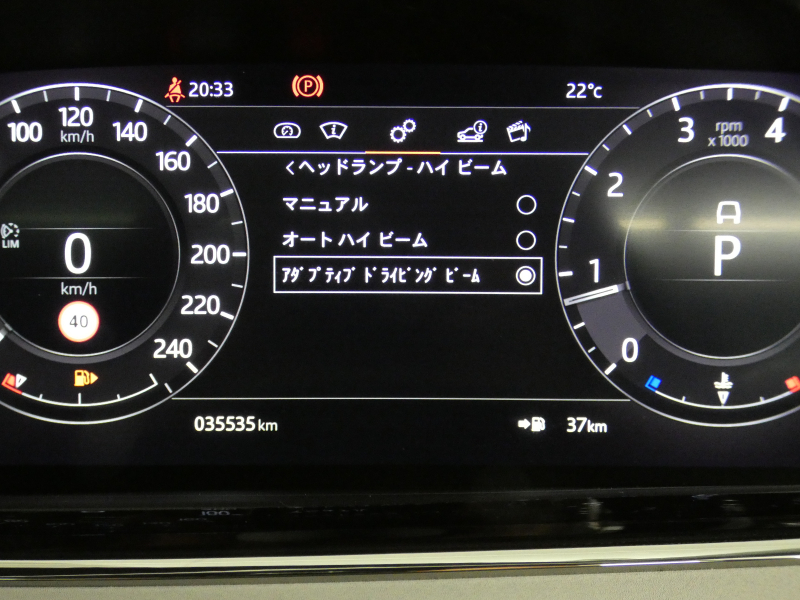 20:33
(P)
22℃
100
120
km/h
140
160
180
200
220
240
LIM
0
km/h
40
<ヘッドランプ-ハイ ビーム
マニュアル
オート ハイ ビーム
ｱﾀﾞﾌﾟﾃｨﾌﾞ ﾄﾞﾗｲﾋﾞﾝｸﾞ ﾋﾞｰﾑ
rpm
x 1000
4
3
2
1
0
P
035535 km
37km